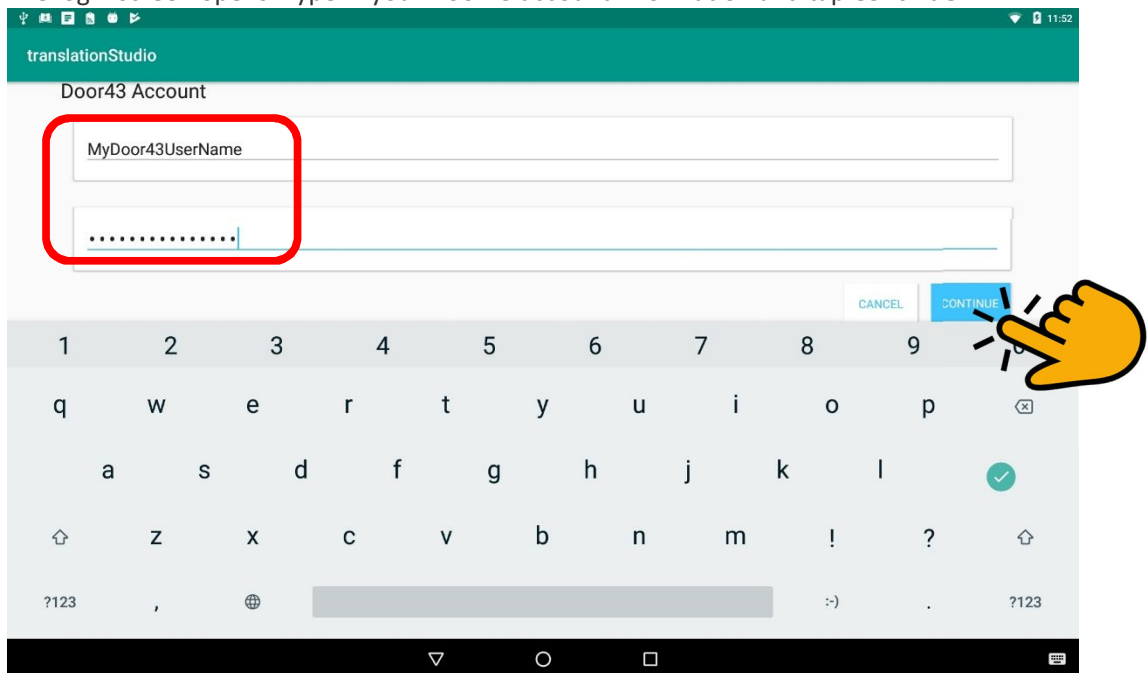 11:52
translationStudio
Door43 Account
MyDoor43UserName
•••••••••••••••
CANCEL CONTINUE
1 2 3 4 5 6 7 8 9
q w e r t y u i o p
a s d f g h j k l
z x c v b n m ! ?
?123 , :-) . ?123